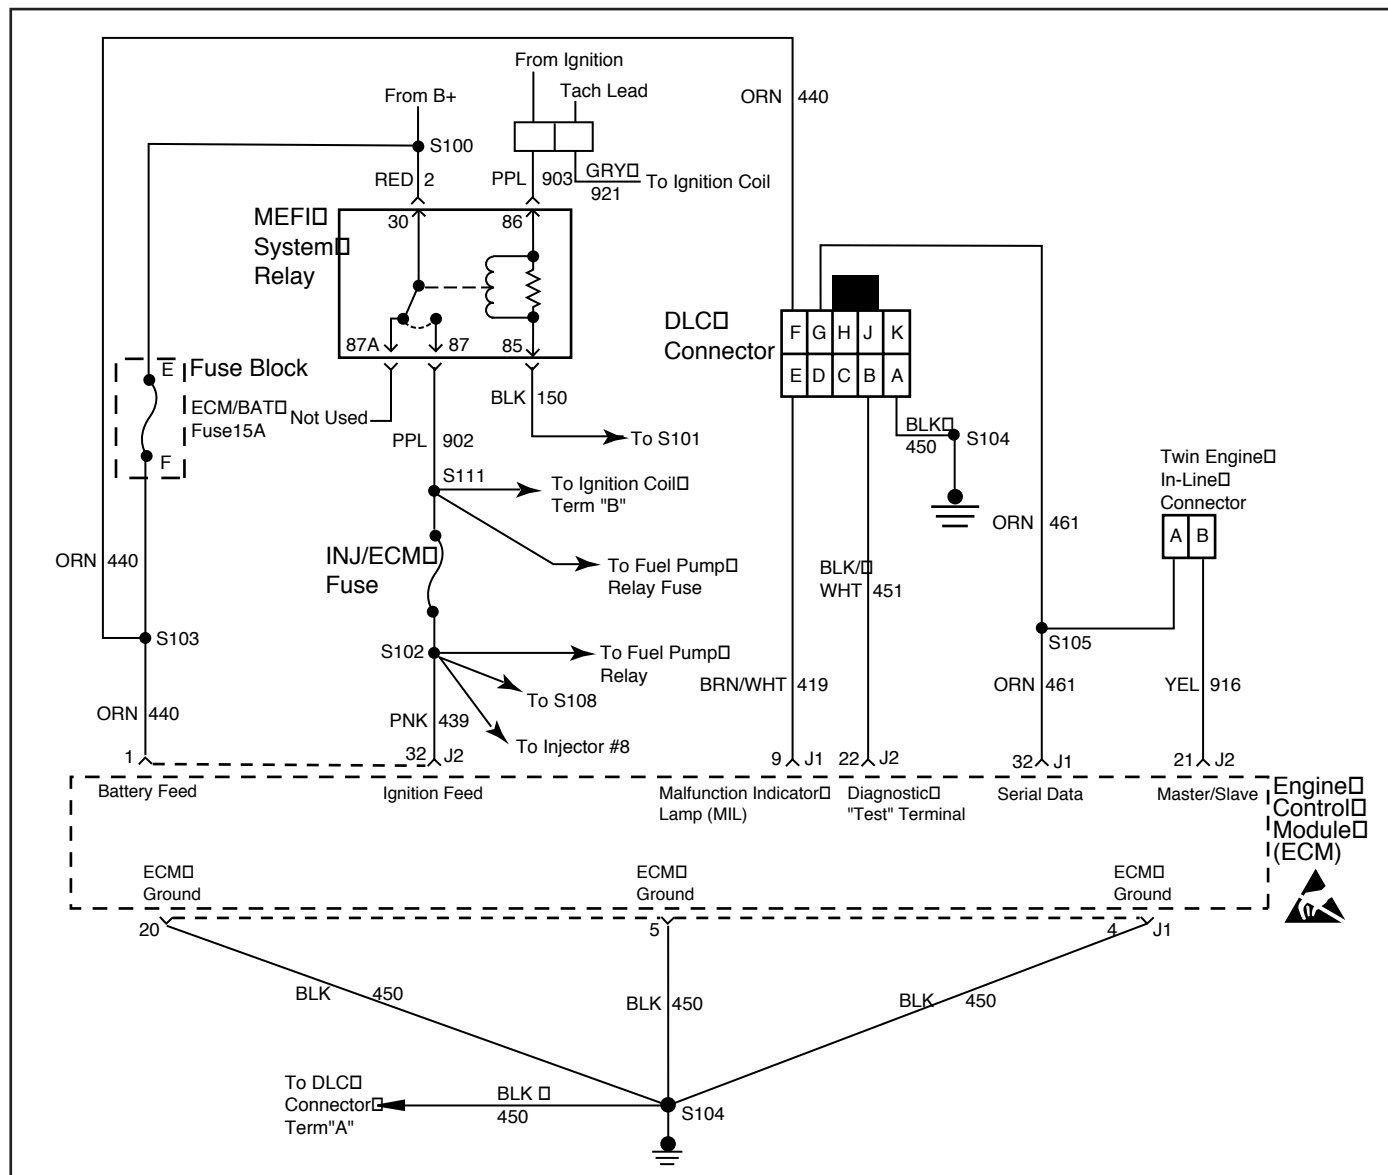 From Ignition
Tach Lead
From B+
ORN 440
S100
RED 2
PPL 903
GRY
921
To Ignition Coil
MEFI
System
Relay
30
86
87A
87
85
DLC
Connector
F G H J K
E D C B A
E
Fuse Block
ECM/BAT
Fuse15A
F
Not Used
BLK 150
To S101
PPL 902
S111
To Ignition Coil
Term "B"
BLK
450
S104
Twin Engine
In-Line
Connector
A B
ORN 461
ORN 440
INJ/ECM
Fuse
To Fuel Pump
Relay Fuse
BLK/
WHT 451
S103
S102
To Fuel Pump
Relay
S105
To S108
BRN/WHT 419
ORN 461
YEL 916
ORN 440
PNK 439
To Injector #8
1
32 J2
9 J1
22 J2
32 J1
21 J2
Battery Feed
Ignition Feed
Malfunction Indicator
Lamp (MIL)
Diagnostic
"Test" Terminal
Serial Data
Master/Slave
Engine
Control
Module
(ECM)
ECM
Ground
ECM
Ground
ECM
Ground
20
5
4 J1
BLK 450
BLK 450
BLK 450
To DLC
Connector
Term"A"
BLK
450
S104